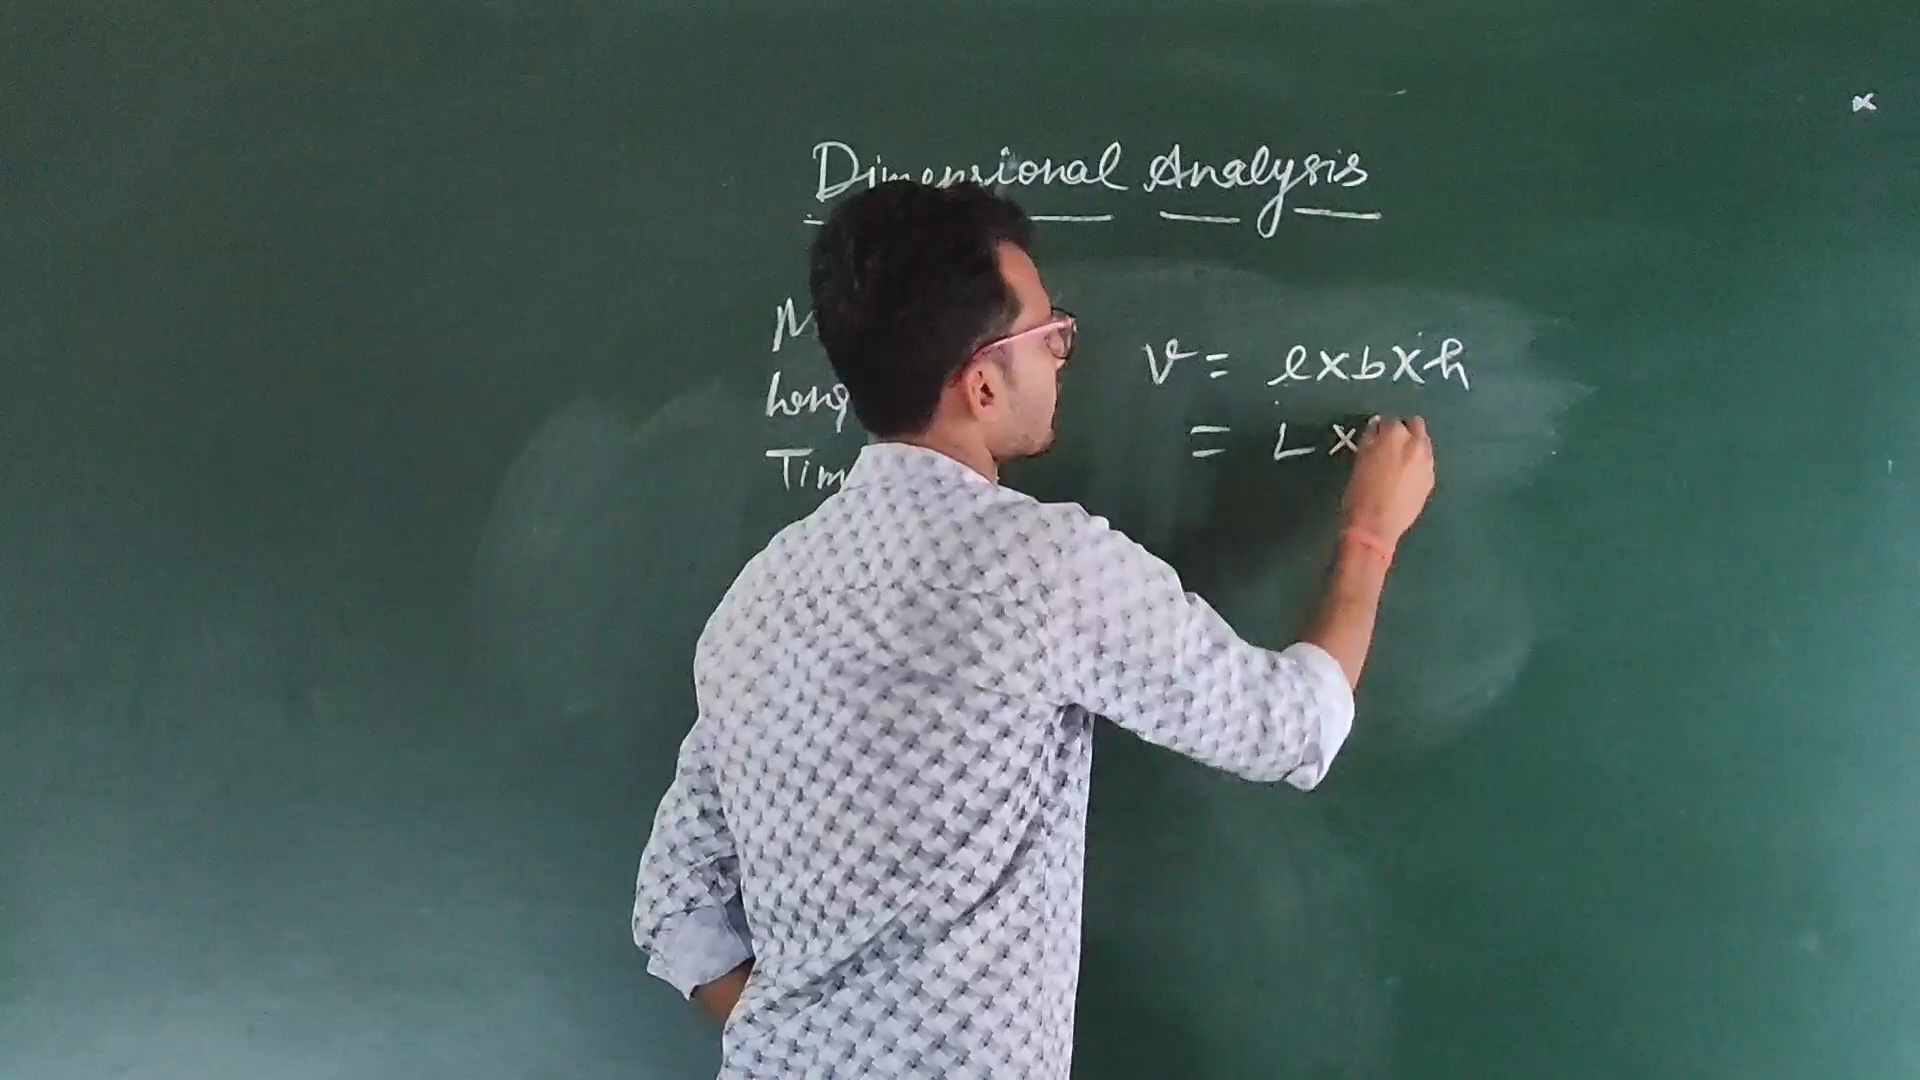 Dimensional Analysis
V = l x b x h
= L x